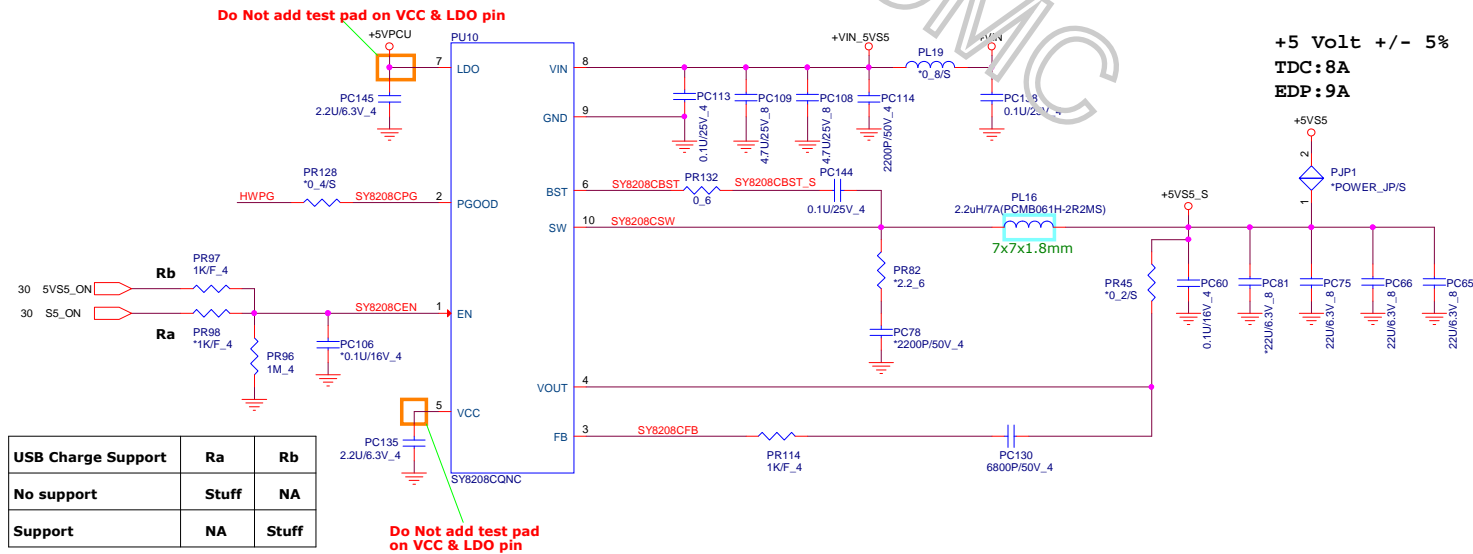 Do Not add test pad on VCC & LDO pin
+5VPCU
PU10
7
LDO
PC145
2.2U/6.3V_4
VIN
8
+VIN_5VS5
PL19
*0_8/S
+VIN
PC113
0.1U/25V_4
PC109
4.7U/25V_8
PC108
4.7U/25V_8
PC114
2200P/50V_4
0.1U/25V_4
GND
9
+5 Volt +/- 5%
TDC:8A
EDP:9A
+5VS5
2
PJP1
*POWER_JP/S
1
PR128
*0_4/S
HWPG
SY8208CPG
2
PGOOD
BST
6
SY8208CBST
PR132
0_6
SY8208CBST_S
PC144
0.1U/25V_4
SW
10
SY8208CSW
PL16
2.2uH/7A(PCMB061H-2R2MS)
7x7x1.8mm
+5VS5_S
PR82
*2.2_6
PC78
*2200P/50V_4
PR45
*0_2/S
PC60
0.1U/16V_4
PC81
*22U/6.3V_8
PC75
22U/6.3V_8
PC66
22U/6.3V_8
PC65
22U/6.3V_8
Rb
PR97
1K/F_4
30 5VS5_ON
30 S5_ON
Ra
PR98
*1K/F_4
SY8208CEN
1
EN
PR96
1M_4
PC106
*0.1U/16V_4
VOUT
4
5
VCC
PC135
2.2U/6.3V_4
FB
3
SY8208CFB
PR114
1K/F_4
PC130
6800P/50V_4
SY8208CQNC
USB Charge Support Ra Rb
No support Stuff NA
Support NA Stuff
Do Not add test pad
on VCC & LDO pin